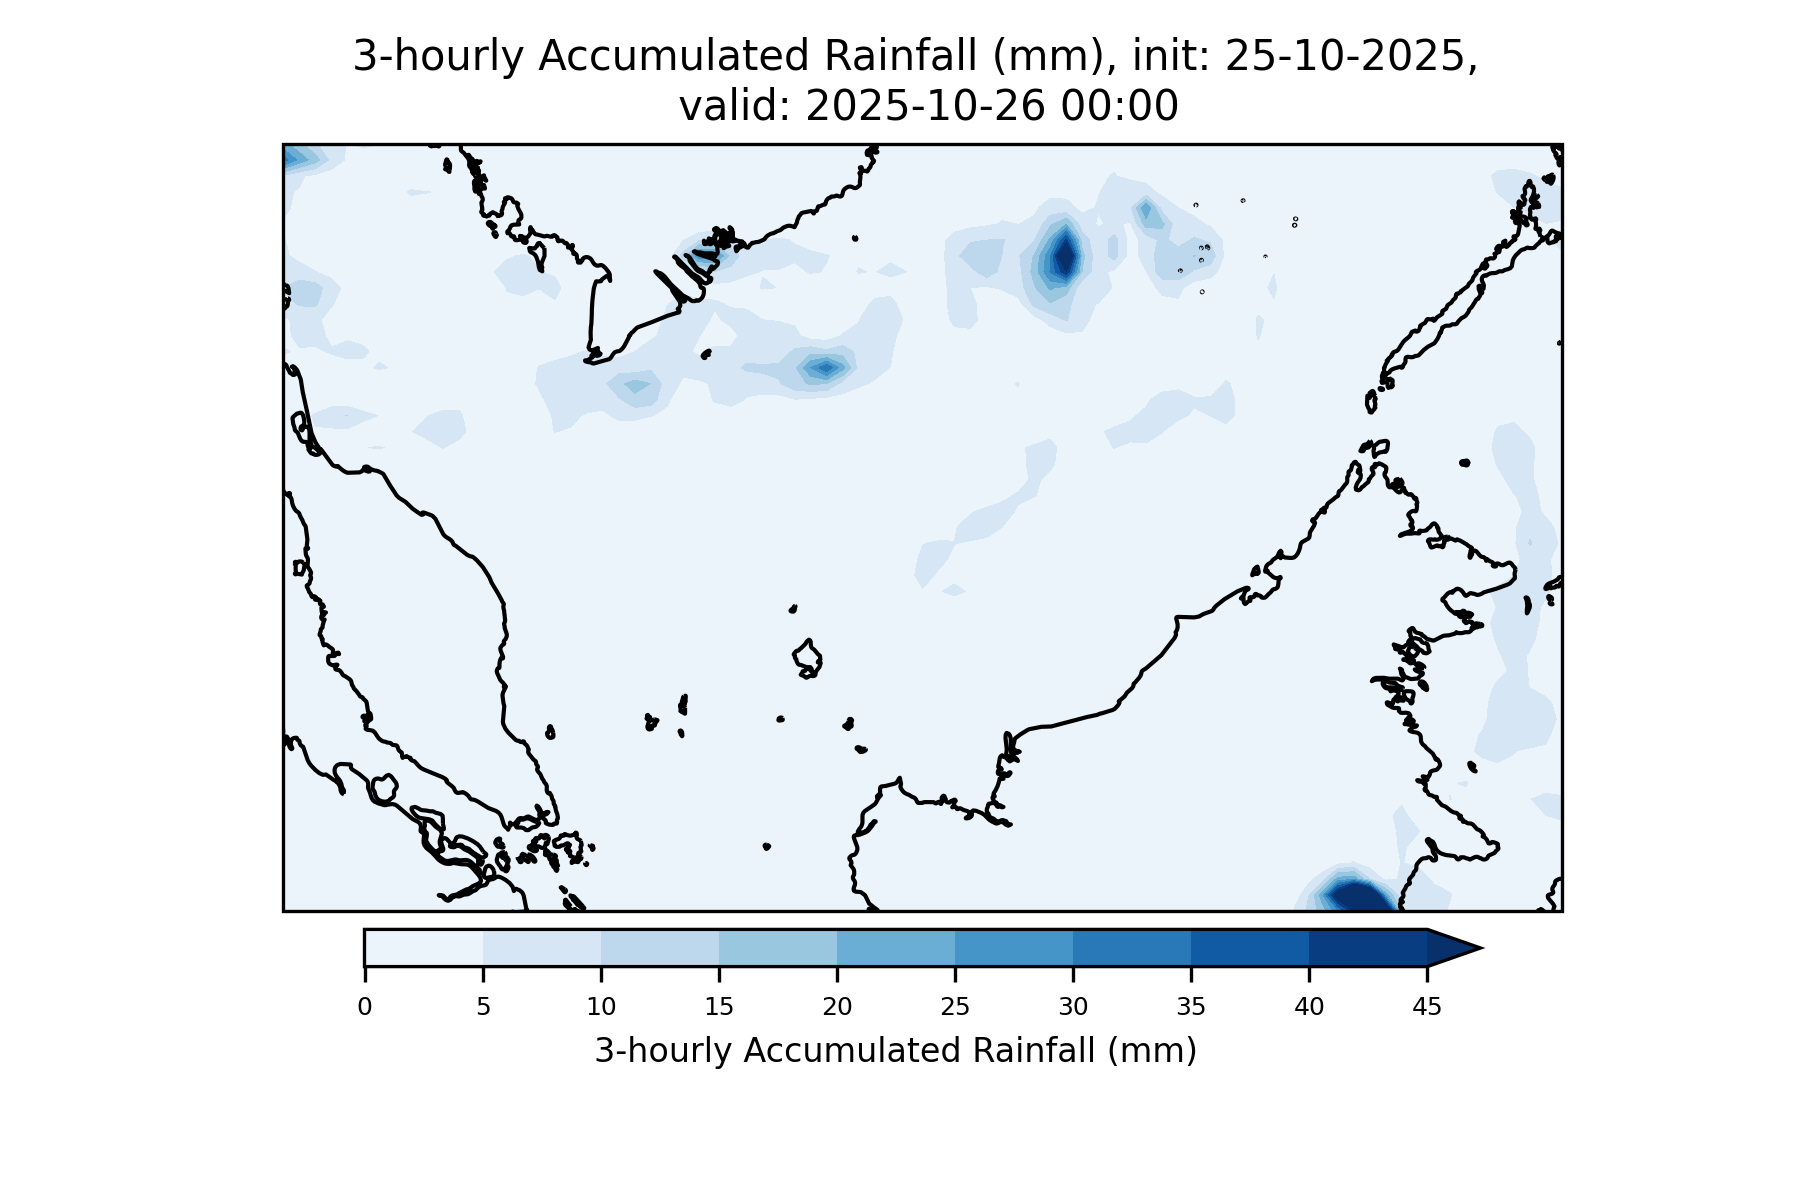 3-hourly Accumulated Rainfall (mm), init: 25-10-2025,
valid: 2025-10-26 00:00
0 5 10 15 20 25 30 35 40 45
3-hourly Accumulated Rainfall (mm)